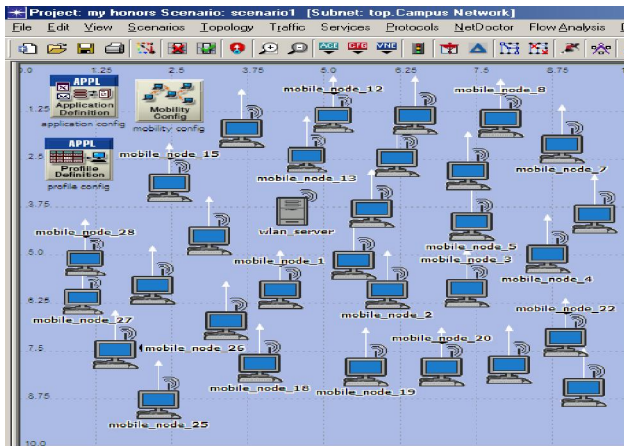 Project: my honors Scenario: scenario1 [Subnet: top.Campus Network]
File Edit View Scenarios Topology Traffic Services Protocols NetDoctor Flow Analysis
ACE CFG VNE
0.0 1.25 2.5 3.75 5.0 6.25 7.5 8.75
APPL
Application
Definition
application config
Mobility
Config
mobility config
mobile_node_12
mobile_node_8
1.25
APPL
Profile
Definition
profile config
mobile_node_15
mobile_node_13
mobile_node_7
2.5
3.75
wlan_server
mobile_node_28
mobile_node_5
5.0
mobile_node_1
mobile_node_3
mobile_node_4
6.25
mobile_node_27
mobile_node_2
mobile_node_22
7.5
mobile_node_26
mobile_node_20
mobile_node_18
mobile_node_19
8.75
mobile_node_25
10.0